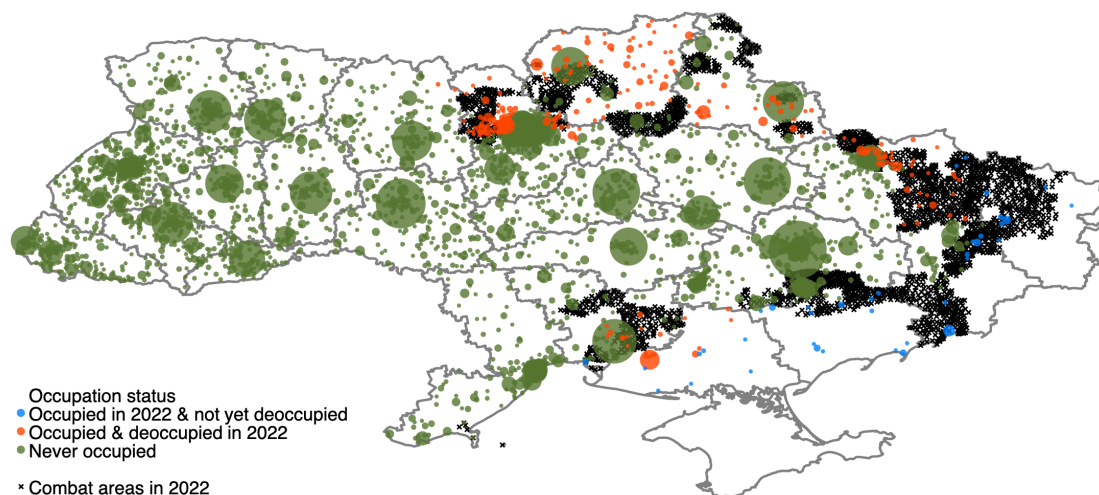 Occupation status
Occupied in 2022 & not yet deoccupied
Occupied & deoccupied in 2022
Never occupied
Combat areas in 2022